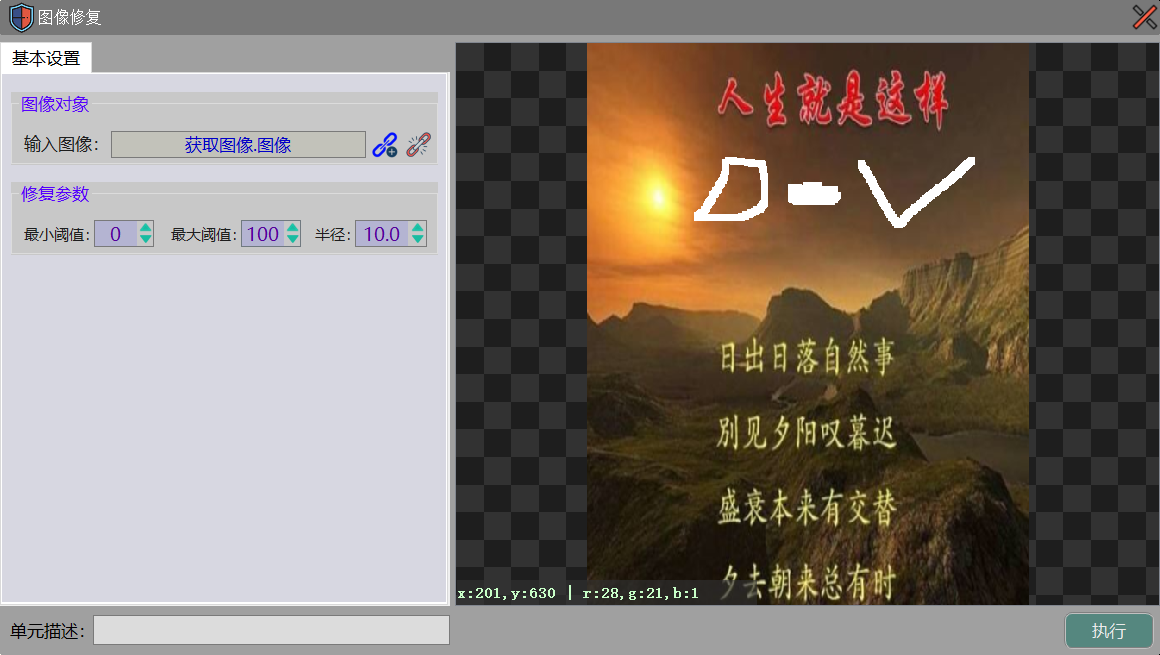 图像修复
基本设置
图像对象
输入图像:
获取图像.图像
修复参数
最小阈值:
0
最大阈值:
100
半径:
10.0
人生就是这样
日出日落自然事
別见夕阳叹暮迟
盛衰本来有交替
夕去朝来总有时
x:201,y:630 | r:28,g:21,b:1
单元描述:
执行